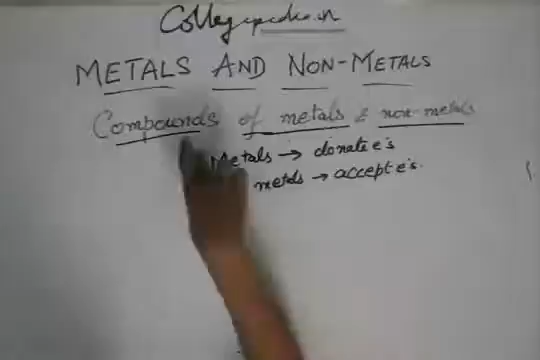 Collegepedia.in
METALS AND NON-METALS
Compounds of metals & non-metals
Metals → donate e's
metals → accept e's.